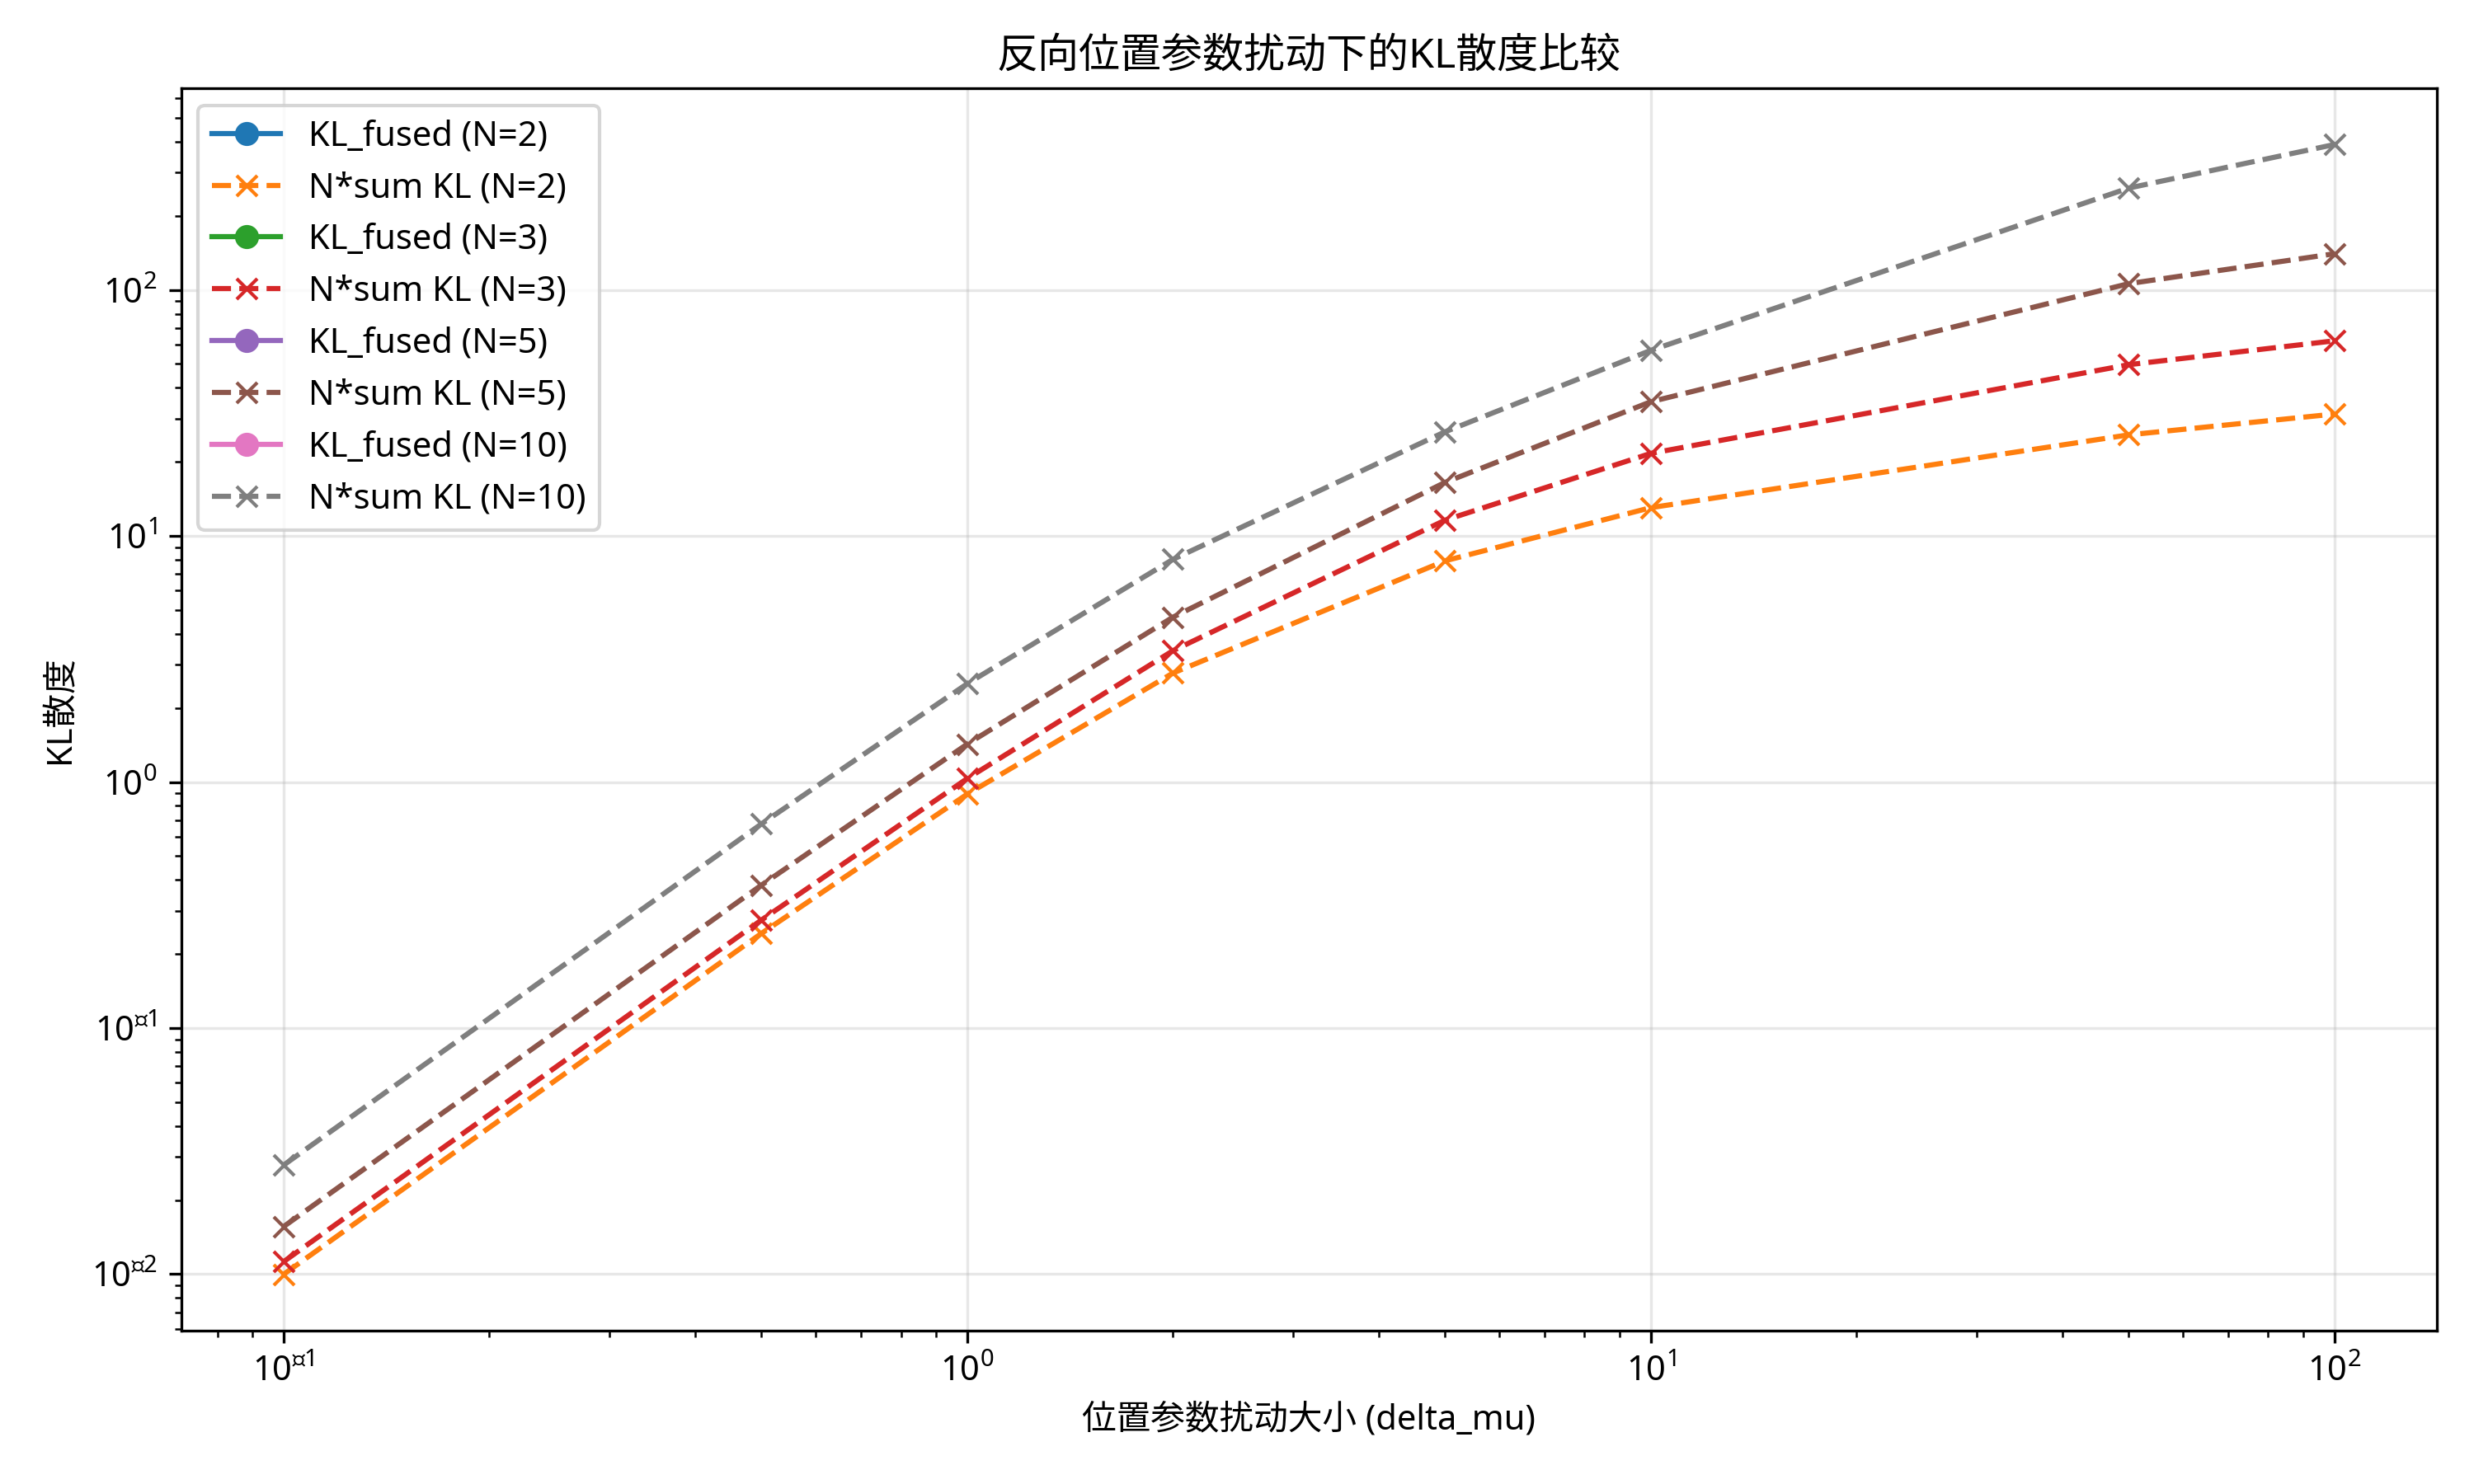 反向位置参数扰动下的KL散度比较
KL_fused (N=2)
N*sum KL (N=2)
KL_fused (N=3)
N*sum KL (N=3)
KL_fused (N=5)
N*sum KL (N=5)
KL_fused (N=10)
N*sum KL (N=10)
KL散度
10²
10¹
10⁰
10¤¹
10¤²
10¤¹
10⁰
10¹
10²
位置参数扰动大小 (delta_mu)